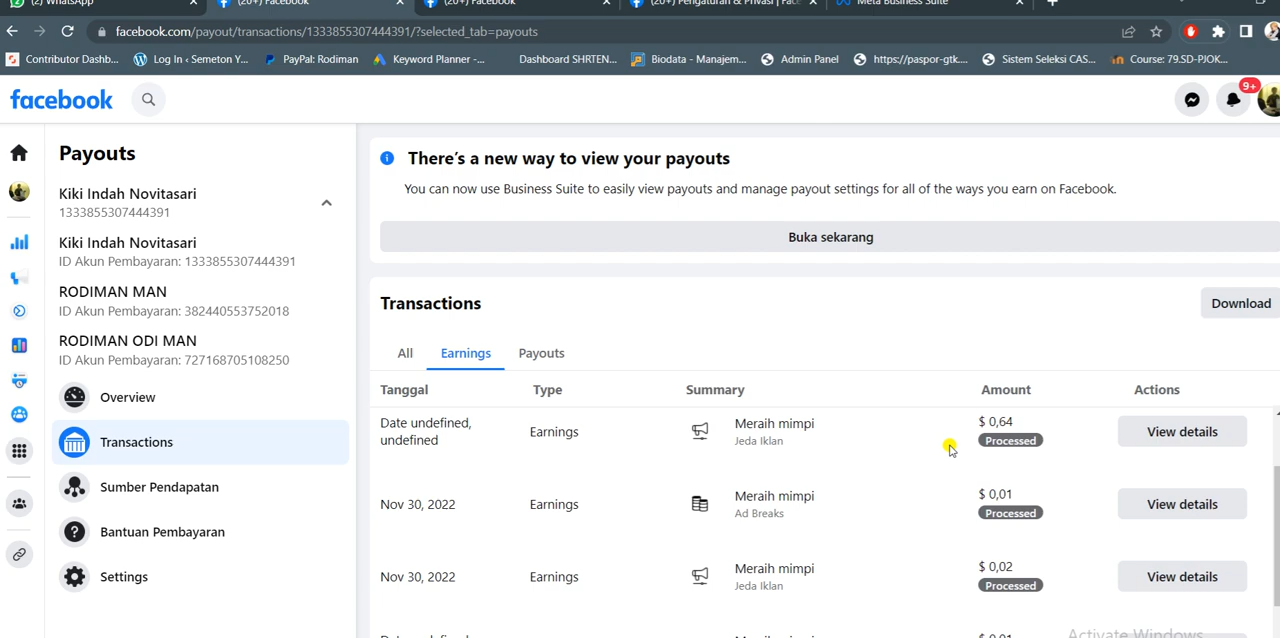 (2) WhatsApp
(20+) Facebook
(20+) Facebook
(20+) Pengaturan & Privasi | Face
Meta Business Suite
facebook.com/payout/transactions/1333855307444391/?selected_tab=payouts
Contributor Dashb...
Log In ‹ Semeton Y...
PayPal: Rodiman
Keyword Planner -...
Dashboard SHRTEN...
Biodata - Manajem...
Admin Panel
https://paspor-gtk....
Sistem Seleksi CAS...
Course: 79.SD-PJOK...
facebook
9+
Payouts
Kiki Indah Novitasari
1333855307444391
Kiki Indah Novitasari
ID Akun Pembayaran: 1333855307444391
RODIMAN MAN
ID Akun Pembayaran: 382440553752018
RODIMAN ODI MAN
ID Akun Pembayaran: 727168705108250
Overview
Transactions
Sumber Pendapatan
Bantuan Pembayaran
Settings
There's a new way to view your payouts
You can now use Business Suite to easily view payouts and manage payout settings for all of the ways you earn on Facebook.
Buka sekarang
Transactions
Download
All Earnings Payouts
Tanggal Type Summary Amount Actions
Date undefined, undefined
Earnings
Meraih mimpi
Jeda Iklan
$ 0,64
Processed
View details
Nov 30, 2022
Earnings
Meraih mimpi
Ad Breaks
$ 0,01
Processed
View details
Nov 30, 2022
Earnings
Meraih mimpi
Jeda Iklan
$ 0,02
Processed
View details
Activate Windows